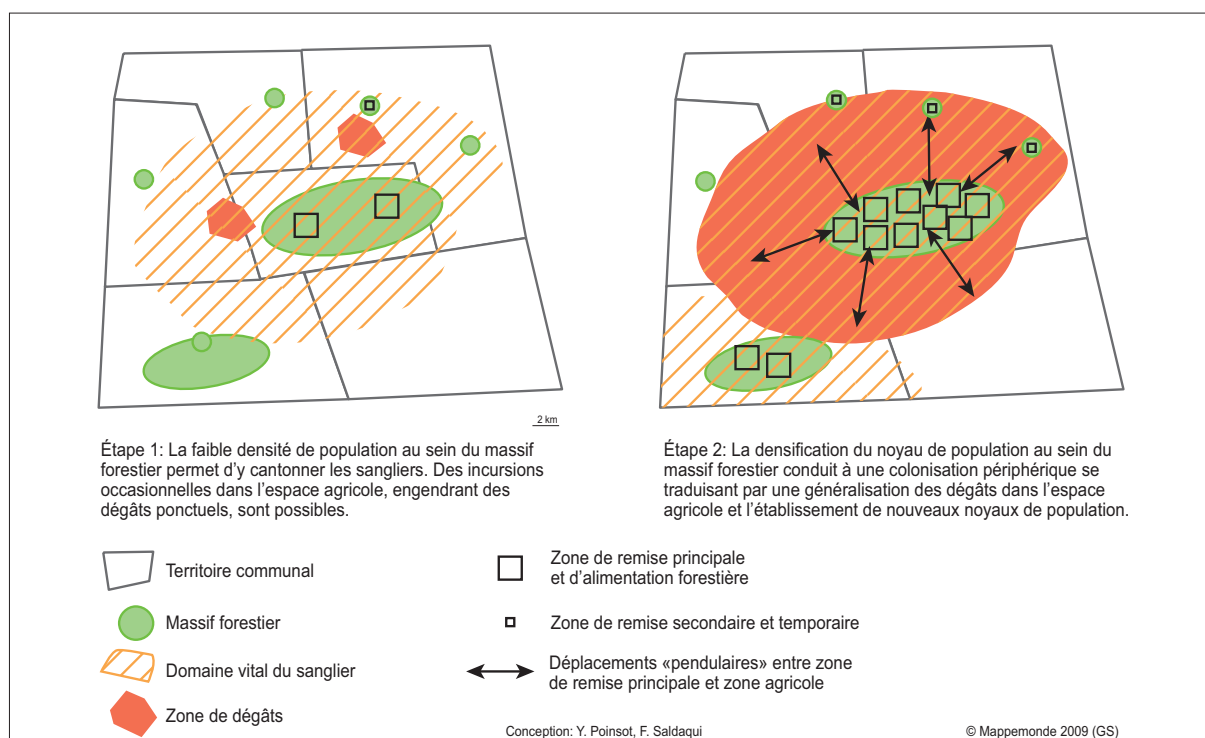 2 km
Étape 1: La faible densité de population au sein du massif
forestier permet d'y cantonner les sangliers. Des incursions
occasionnelles dans l'espace agricole, engendrant des
dégâts ponctuels, sont possibles.
Étape 2: La densification du noyau de population au sein du
massif forestier conduit à une colonisation périphérique se
traduisant par une généralisation des dégâts dans l'espace
agricole et l'établissement de nouveaux noyaux de population.
Territoire communal
Massif forestier
Domaine vital du sanglier
Zone de dégâts
Zone de remise principale
et d'alimentation forestière
Zone de remise secondaire et temporaire
Déplacements «pendulaires» entre zone
de remise principale et zone agricole
Conception: Y. Poinsot, F. Saldaqui
© Mappemonde 2009 (GS)